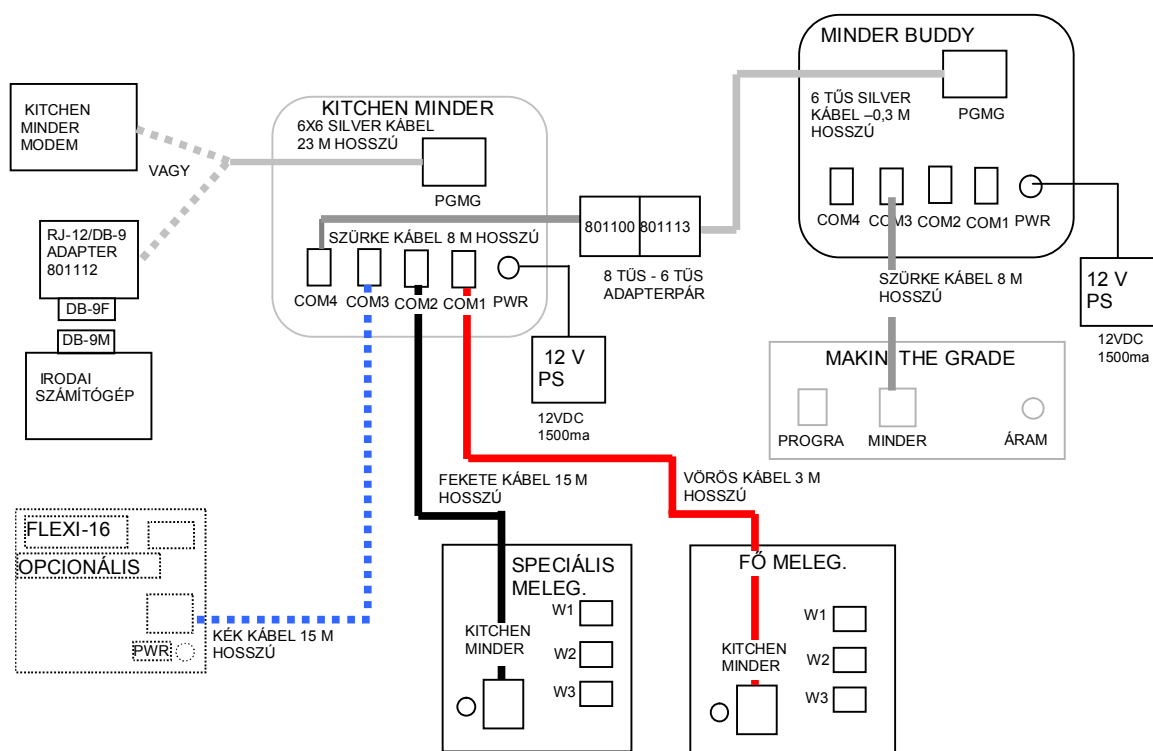 MINDER BUDDY
6 TŰS SILVER
KÁBEL –0,3 M
HOSSZÚ
PGMG
COM4
COM3
COM2
COM1
PWR
KITCHEN
MINDER
MODEM
VAGY
KITCHEN MINDER
6X6 SILVER KÁBEL
23 M HOSSZÚ
PGMG
RJ-12/DB-9
ADAPTER
801112
DB-9F
DB-9M
IRODAI
SZÁMÍTÓGÉP
SZÜRKE KÁBEL 8 M HOSSZÚ
COM4
COM3
COM2
COM1
PWR
801100
801113
8 TŰS - 6 TŰS
ADAPTERPÁR
12 V
PS
12VDC
1500ma
SZÜRKE KÁBEL 8 M
HOSSZÚ
12 V
PS
12VDC
1500ma
MAKIN THE GRADE
PROGRA
MINDER
ÁRAM
FEKETE KÁBEL 15 M
HOSSZÚ
VÖRÖS KÁBEL 3 M
HOSSZÚ
FLEXI-16
OPCIONÁLIS
PWR
KÉK KÁBEL 15 M
HOSSZÚ
SPECIÁLIS
MELEG.
W1
KITCHEN
MINDER
W2
W3
FŐ MELEG.
W1
KITCHEN
MINDER
W2
W3